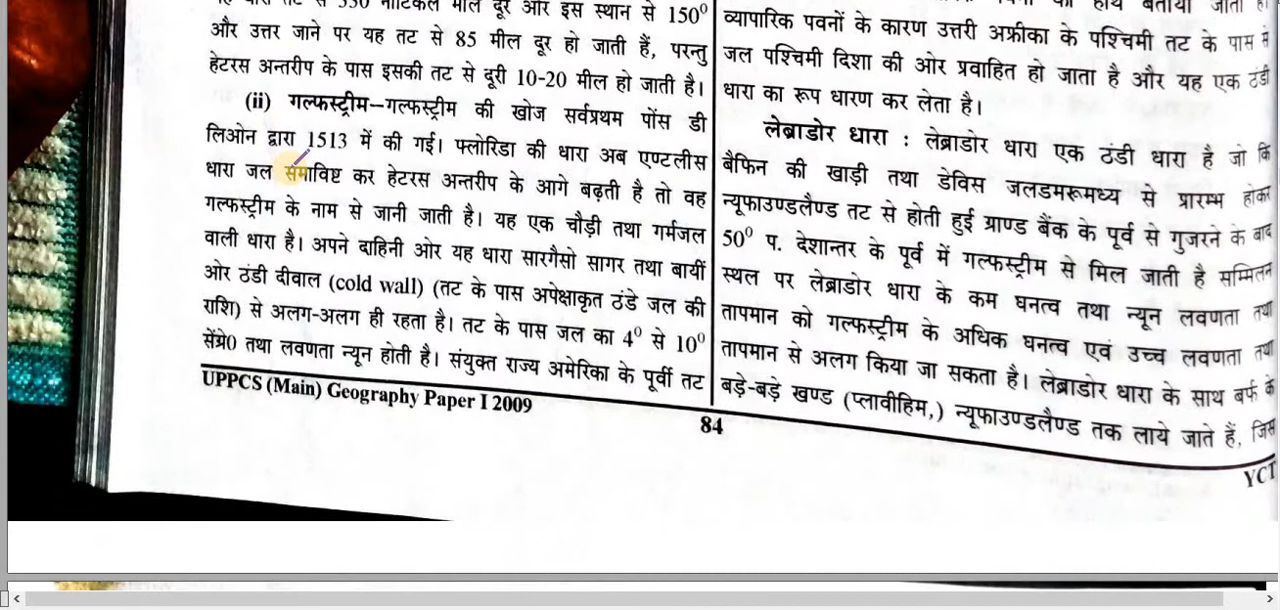 और उत्तर जाने पर यह तट से 85 मील दूर हो जाती हैं, परन्तु
हेटरस अन्तरीप के पास इसकी तट से दूरी 10-20 मील हो जाती है।
(ii) गल्फस्ट्रीम–गल्फस्ट्रीम की खोज सर्वप्रथम पोंस डी
लिओन द्वारा 1513 में की गई। फ्लोरिडा की धारा अब एण्टलीस
धारा जल समाविष्ट कर हेटरस अन्तरीप के आगे बढ़ती है तो वह
गल्फस्ट्रीम के नाम से जानी जाती है। यह एक चौड़ी तथा गर्मजल
वाली धारा है। अपने दाहिनी ओर यह धारा सारगैसो सागर तथा बायीं
ओर ठंडी दीवाल (cold wall) (तट के पास अपेक्षाकृत ठंडे जल की
राशि) से अलग-अलग ही रहता है। तट के पास जल का 4⁰ से 10⁰
सेंग्रे0 तथा लवणता न्यून होती है। संयुक्त राज्य अमेरिका के पूर्वी तट
व्यापारिक पवनों के कारण उत्तरी अफ्रीका के पश्चिमी तट के पास से
जल पश्चिमी दिशा की ओर प्रवाहित हो जाता है और यह एक ठंडी
धारा का रूप धारण कर लेता है।
लेब्राडोर धारा : लेब्राडोर धारा एक ठंडी धारा है जो कि
बैफिन की खाड़ी तथा डेविस जलडमरूमध्य से प्रारम्भ होकर
न्यूफाउण्डलैण्ड तट से होती हुई ग्राण्ड बैंक के पूर्व से गुजरने के बाद
50⁰ प. देशान्तर के पूर्व में गल्फस्ट्रीम से मिल जाती है सम्मिलन
स्थल पर लेब्राडोर धारा के कम घनत्व तथा न्यून लवणता तथा
तापमान को गल्फस्ट्रीम के अधिक घनत्व एवं उच्च लवणता तथा
तापमान से अलग किया जा सकता है। लेब्राडोर धारा के साथ बर्फ के
बड़े-बड़े खण्ड (प्लावीहिम,) न्यूफाउण्डलैण्ड तक लाये जाते हैं, जिस
UPPCS (Main) Geography Paper I 2009
84
YCT